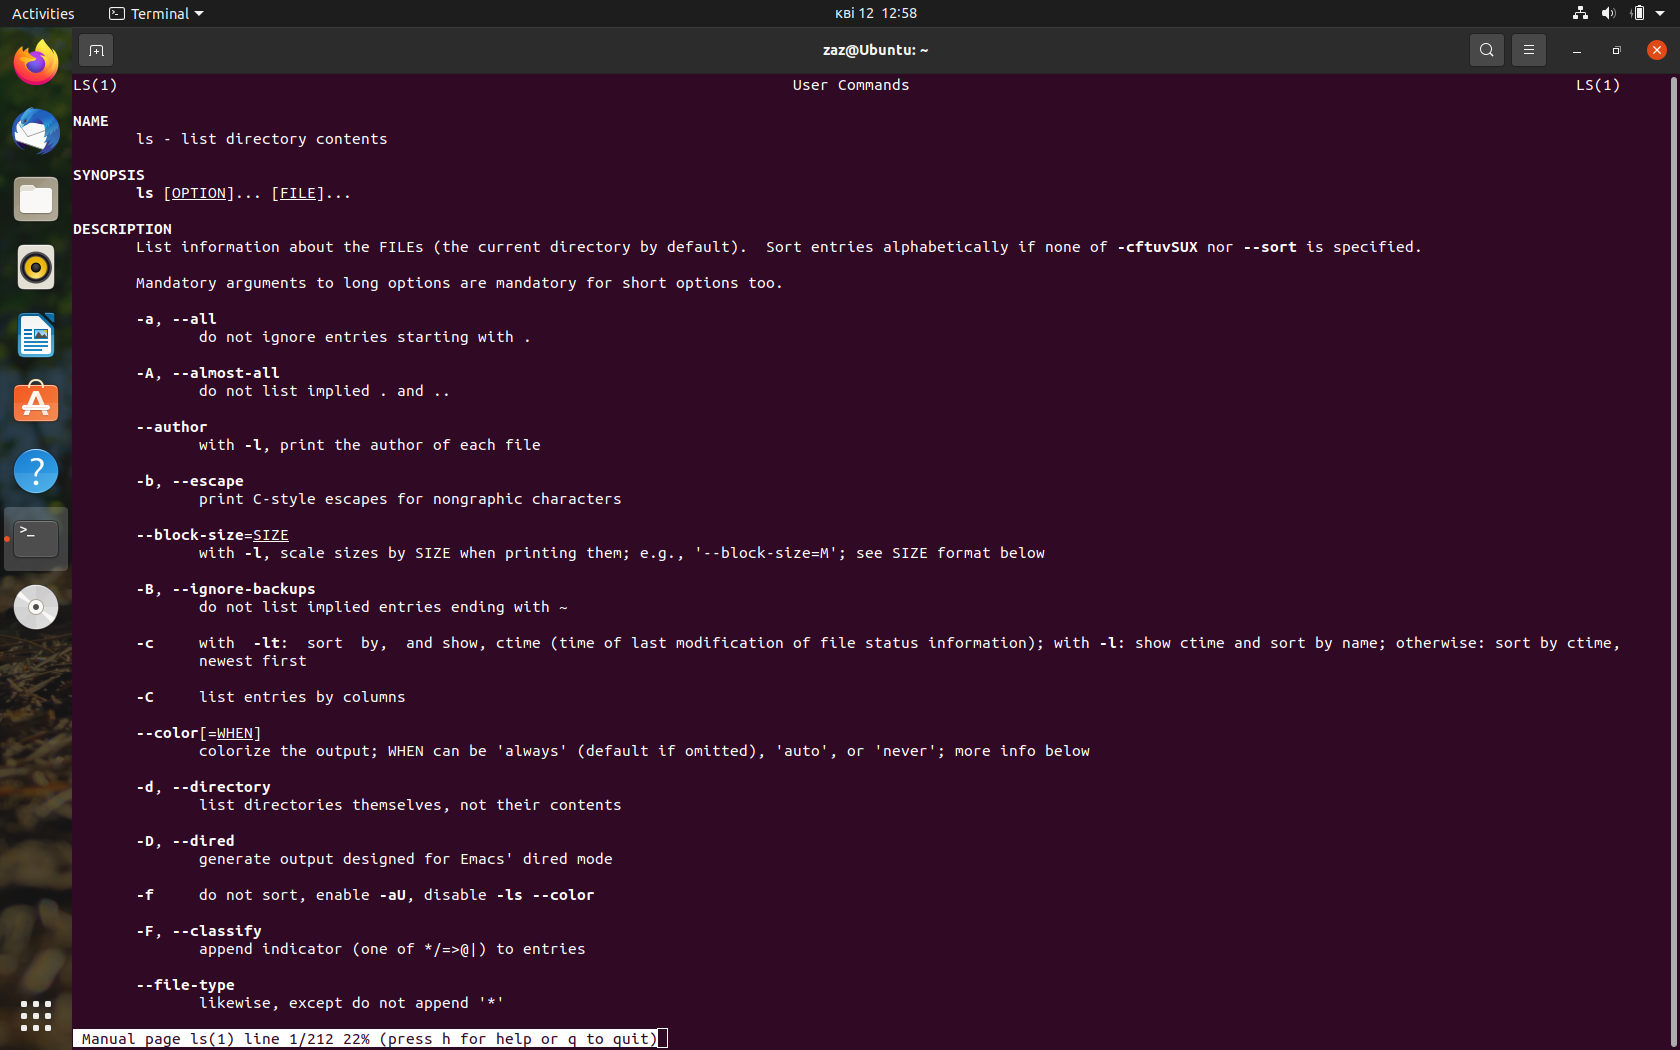 Activities Terminal кві 12 12:58
zaz@Ubuntu: ~
LS(1) User Commands LS(1)
NAME
ls - list directory contents
SYNOPSIS
ls [OPTION]... [FILE]...
DESCRIPTION
List information about the FILEs (the current directory by default). Sort entries alphabetically if none of -cftuvSUX nor --sort is specified.
Mandatory arguments to long options are mandatory for short options too.
-a, --all
do not ignore entries starting with .
-A, --almost-all
do not list implied . and ..
--author
with -l, print the author of each file
-b, --escape
print C-style escapes for nongraphic characters
--block-size=SIZE
with -l, scale sizes by SIZE when printing them; e.g., '--block-size=M'; see SIZE format below
-B, --ignore-backups
do not list implied entries ending with ~
-c with -lt: sort by, and show, ctime (time of last modification of file status information); with -l: show ctime and sort by name; otherwise: sort by ctime,
newest first
-C list entries by columns
--color[=WHEN]
colorize the output; WHEN can be 'always' (default if omitted), 'auto', or 'never'; more info below
-d, --directory
list directories themselves, not their contents
-D, --dired
generate output designed for Emacs' dired mode
-f do not sort, enable -aU, disable -ls --color
-F, --classify
append indicator (one of */=>@|) to entries
--file-type
likewise, except do not append '*'
Manual page ls(1) line 1/212 22% (press h for help or q to quit)